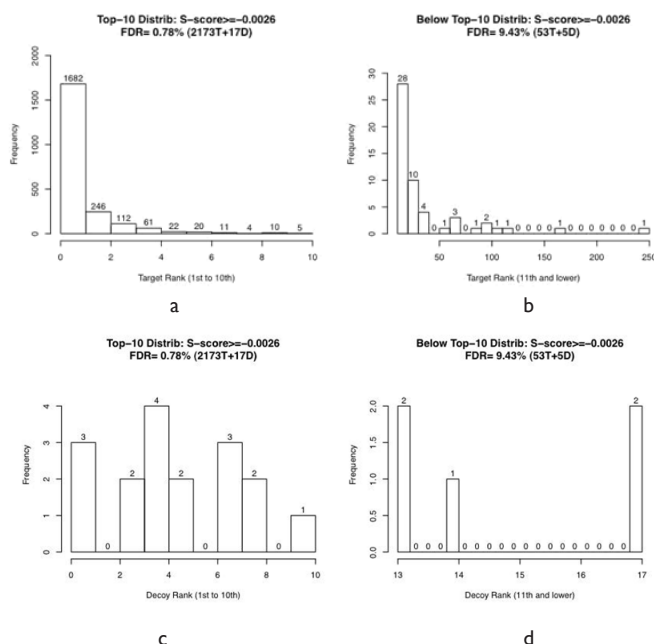 Top−10 Distrib: S−score>=−0.0026
FDR= 0.78% (2173T+17D)
Frequency
0 500 1000 1500 2000
1682 246 112 61 22 20 11 4 10 5
0 2 4 6 8 10
Target Rank (1st to 10th)
a
Below Top−10 Distrib: S−score>=−0.0026
FDR= 9.43% (53T+5D)
Frequency
0 5 10 15 20 25 30
28 10 4 0 1 3 0 1 2 1 1 0 0 0 0 1 0 0 0 0 0 0 1
50 100 150 200 250
Target Rank (11th and lower)
b
Top−10 Distrib: S−score>=−0.0026
FDR= 0.78% (2173T+17D)
Frequency
0 1 2 3 4
3 0 2 4 2 0 3 2 0 1
0 2 4 6 8 10
Decoy Rank (1st to 10th)
c
Below Top−10 Distrib: S−score>=−0.0026
FDR= 9.43% (53T+5D)
Frequency
0.0 0.5 1.0 1.5 2.0
2 0 0 0 1 0 0 0 0 0 0 0 0 0 0 0 0 0 0 2
13 14 15 16 17
Decoy Rank (11th and lower)
d